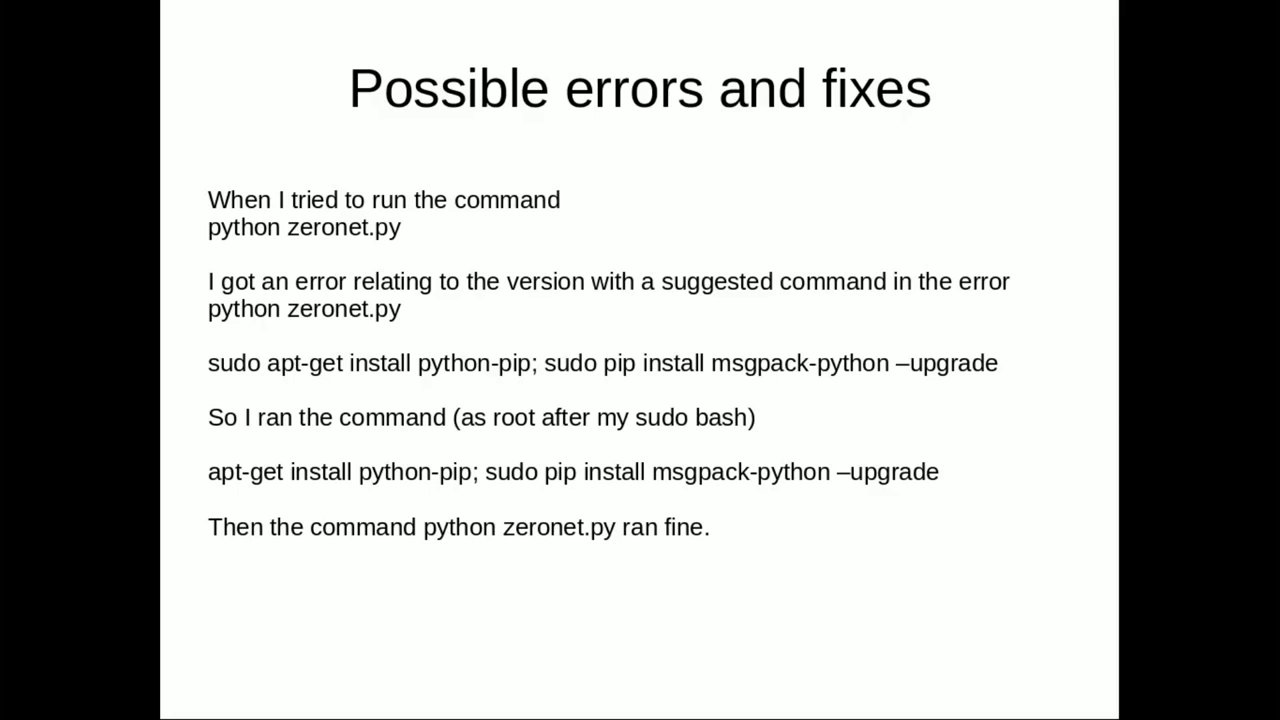 Possible errors and fixes
When I tried to run the command
python zeronet.py
I got an error relating to the version with a suggested command in the error
python zeronet.py
sudo apt-get install python-pip; sudo pip install msgpack-python –upgrade
So I ran the command (as root after my sudo bash)
apt-get install python-pip; sudo pip install msgpack-python –upgrade
Then the command python zeronet.py ran fine.